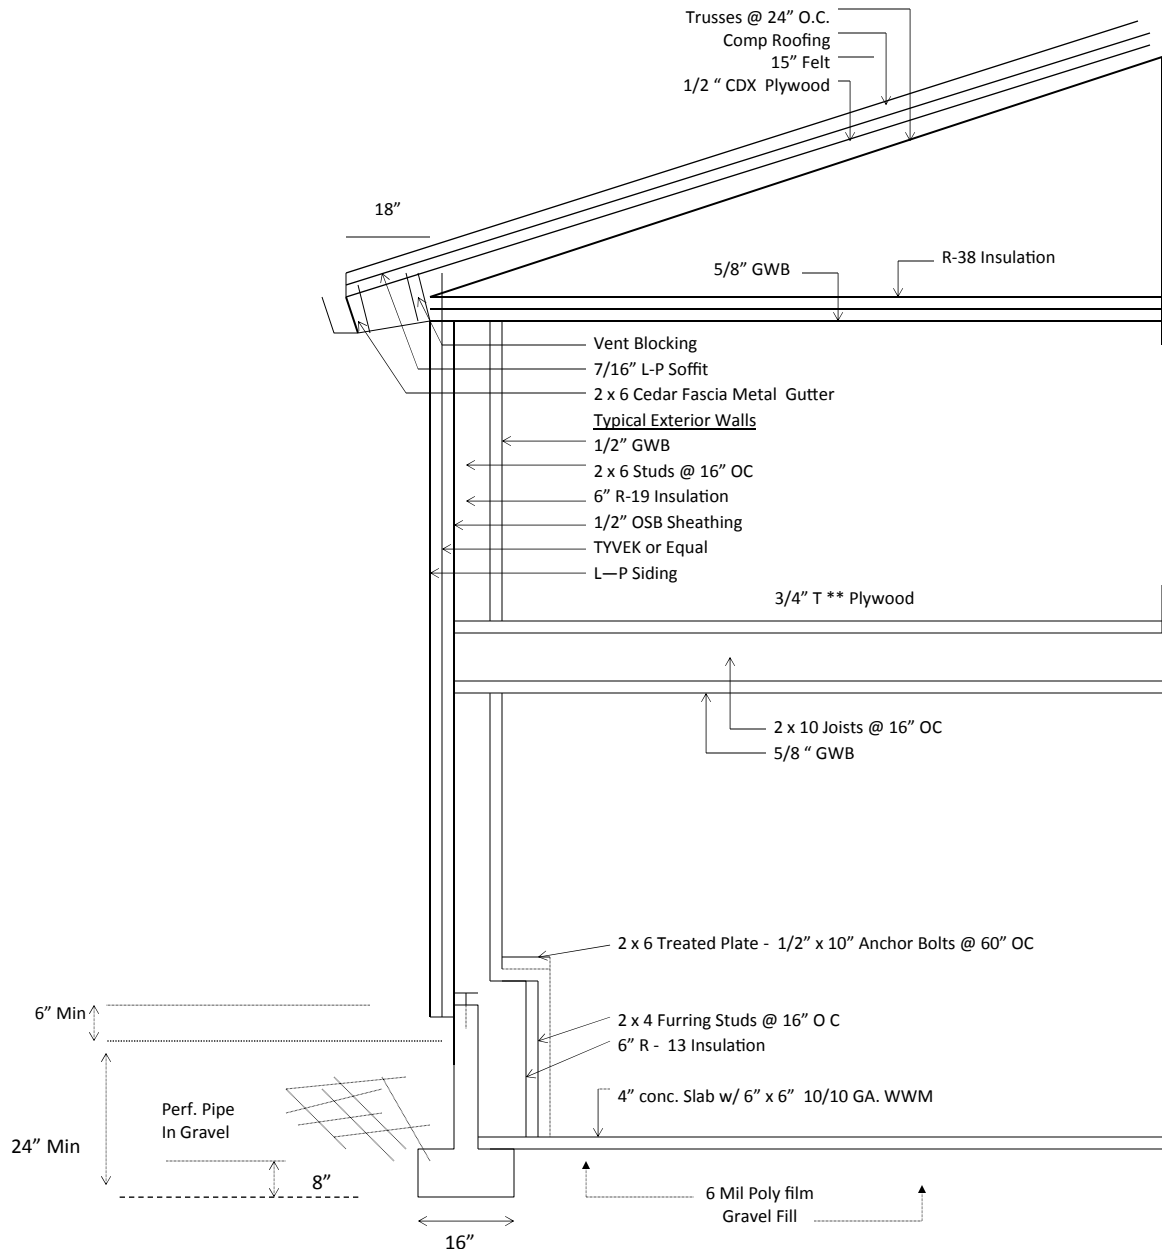 Trusses @ 24” O.C.
Comp Roofing
15” Felt
1/2 “ CDX Plywood
18”
R-38 Insulation
5/8” GWB
Vent Blocking
7/16” L-P Soffit
2 x 6 Cedar Fascia Metal Gutter
Typical Exterior Walls
1/2” GWB
2 x 6 Studs @ 16” OC
6” R-19 Insulation
1/2” OSB Sheathing
TYVEK or Equal
L—P Siding
3/4” T ** Plywood
2 x 10 Joists @ 16” OC
5/8 “ GWB
2 x 6 Treated Plate - 1/2” x 10” Anchor Bolts @ 60” OC
6” Min
2 x 4 Furring Studs @ 16” O C
6” R - 13 Insulation
4” conc. Slab w/ 6” x 6” 10/10 GA. WWM
Perf. Pipe
In Gravel
24” Min
8”
6 Mil Poly film
Gravel Fill
16”